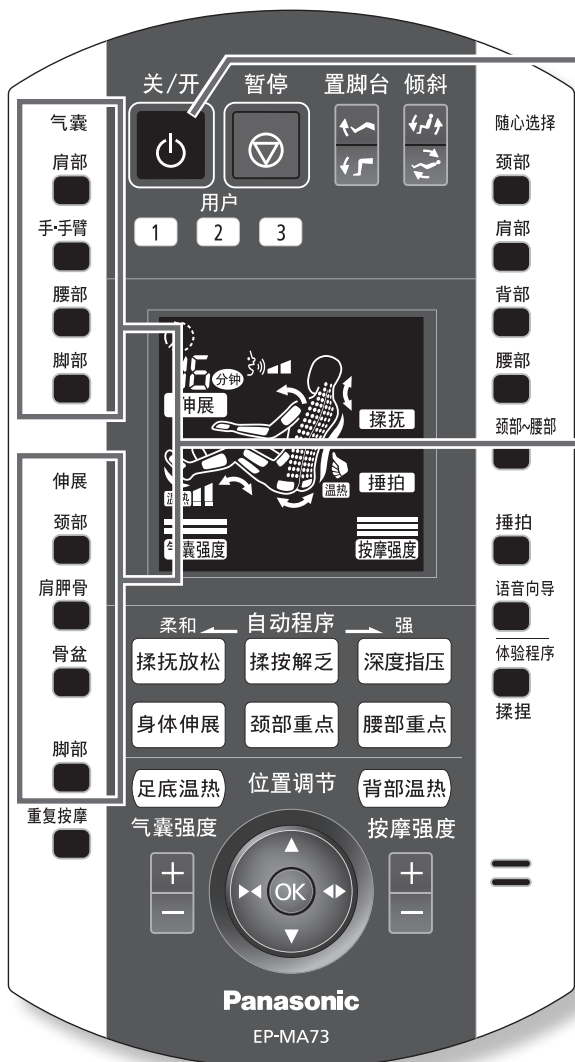 关/开 暂停 置脚台 倾斜
用户
1 2 3
气囊
肩部
手·手臂
腰部
脚部
伸展
颈部
肩胛骨
骨盆
脚部
重复按摩
分钟
伸展
揉抚
捶拍
温热
温热
气囊强度 按摩强度
随心选择
颈部
肩部
背部
腰部
颈部~腰部
捶拍
语音向导
体验程序
揉捏
柔和 自动程序 强
揉抚放松 揉按解乏 深度指压
身体伸展 颈部重点 腰部重点
足底温热 位置调节 背部温热
气囊强度 按摩强度
+ +
OK
− −
Panasonic
EP-MA73